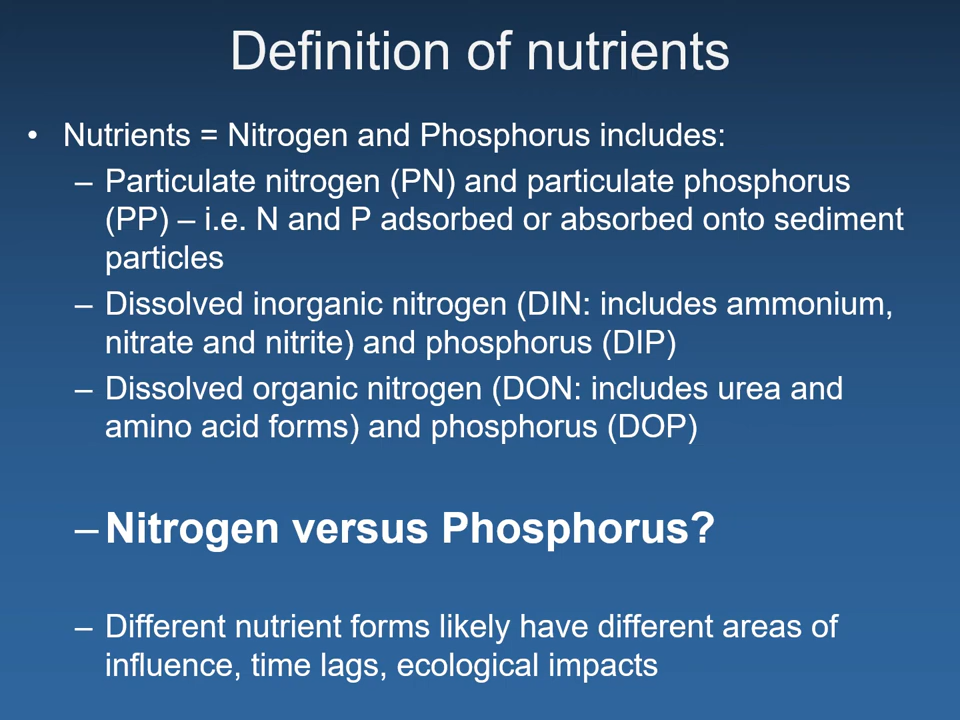 Definition of nutrients
• Nutrients = Nitrogen and Phosphorus includes:
– Particulate nitrogen (PN) and particulate phosphorus
(PP) – i.e. N and P adsorbed or absorbed onto sediment
particles
– Dissolved inorganic nitrogen (DIN: includes ammonium,
nitrate and nitrite) and phosphorus (DIP)
– Dissolved organic nitrogen (DON: includes urea and
amino acid forms) and phosphorus (DOP)
– Nitrogen versus Phosphorus?
– Different nutrient forms likely have different areas of
influence, time lags, ecological impacts